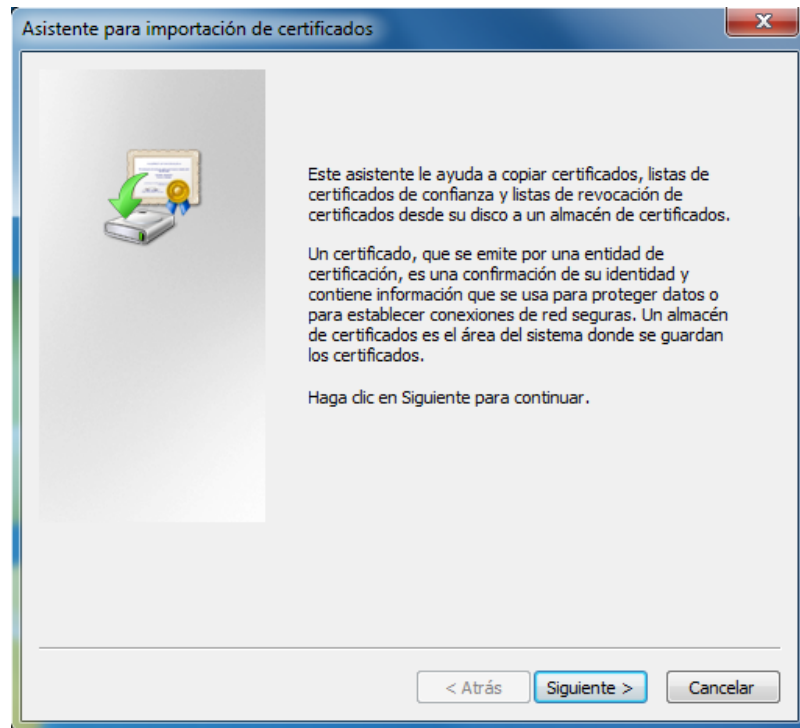 Asistente para importación de certificados
Este asistente le ayuda a copiar certificados, listas de
certificados de confianza y listas de revocación de
certificados desde su disco a un almacén de certificados.
Un certificado, que se emite por una entidad de
certificación, es una confirmación de su identidad y
contiene información que se usa para proteger datos o
para establecer conexiones de red seguras. Un almacén
de certificados es el área del sistema donde se guardan
los certificados.
Haga clic en Siguiente para continuar.
< Atrás Siguiente > Cancelar